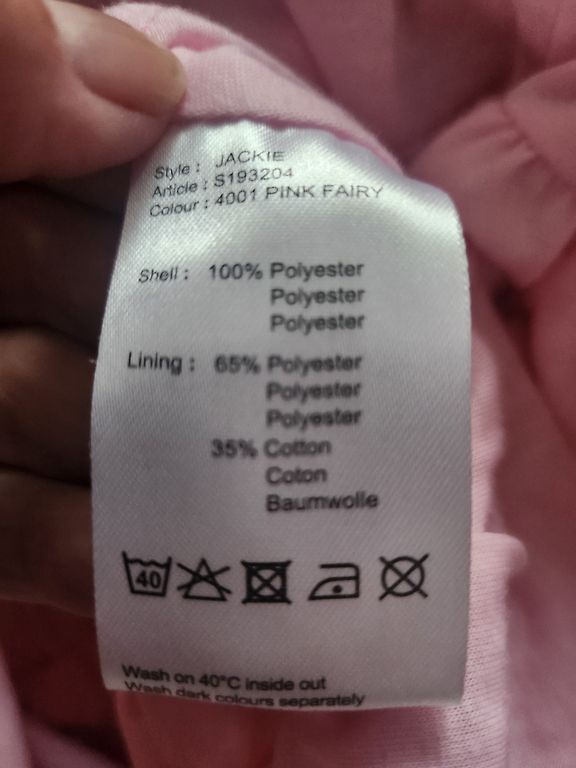 Style : JACKIE
Article : S193204
Colour : 4001 PINK FAIRY
Shell : 100% Polyester
Polyester
Polyester
Lining : 65% Polyester
Polyester
Polyester
35% Cotton
Coton
Baumwolle
40
Wash on 40°C inside out
Wash dark colours separately